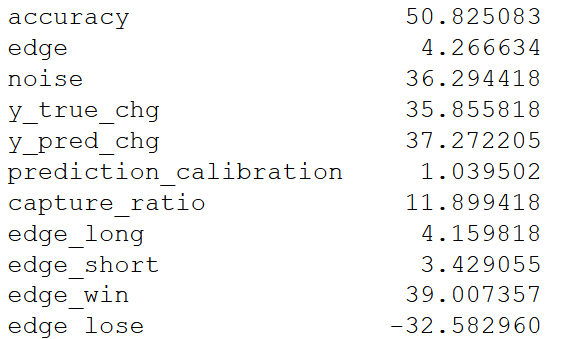 accuracy 50.825083
edge 4.266634
noise 36.294418
y_true_chg 35.855818
y_pred_chg 37.272205
prediction_calibration 1.039502
capture_ratio 11.899418
edge_long 4.159818
edge_short 3.429055
edge_win 39.007357
edge_lose -32.582960